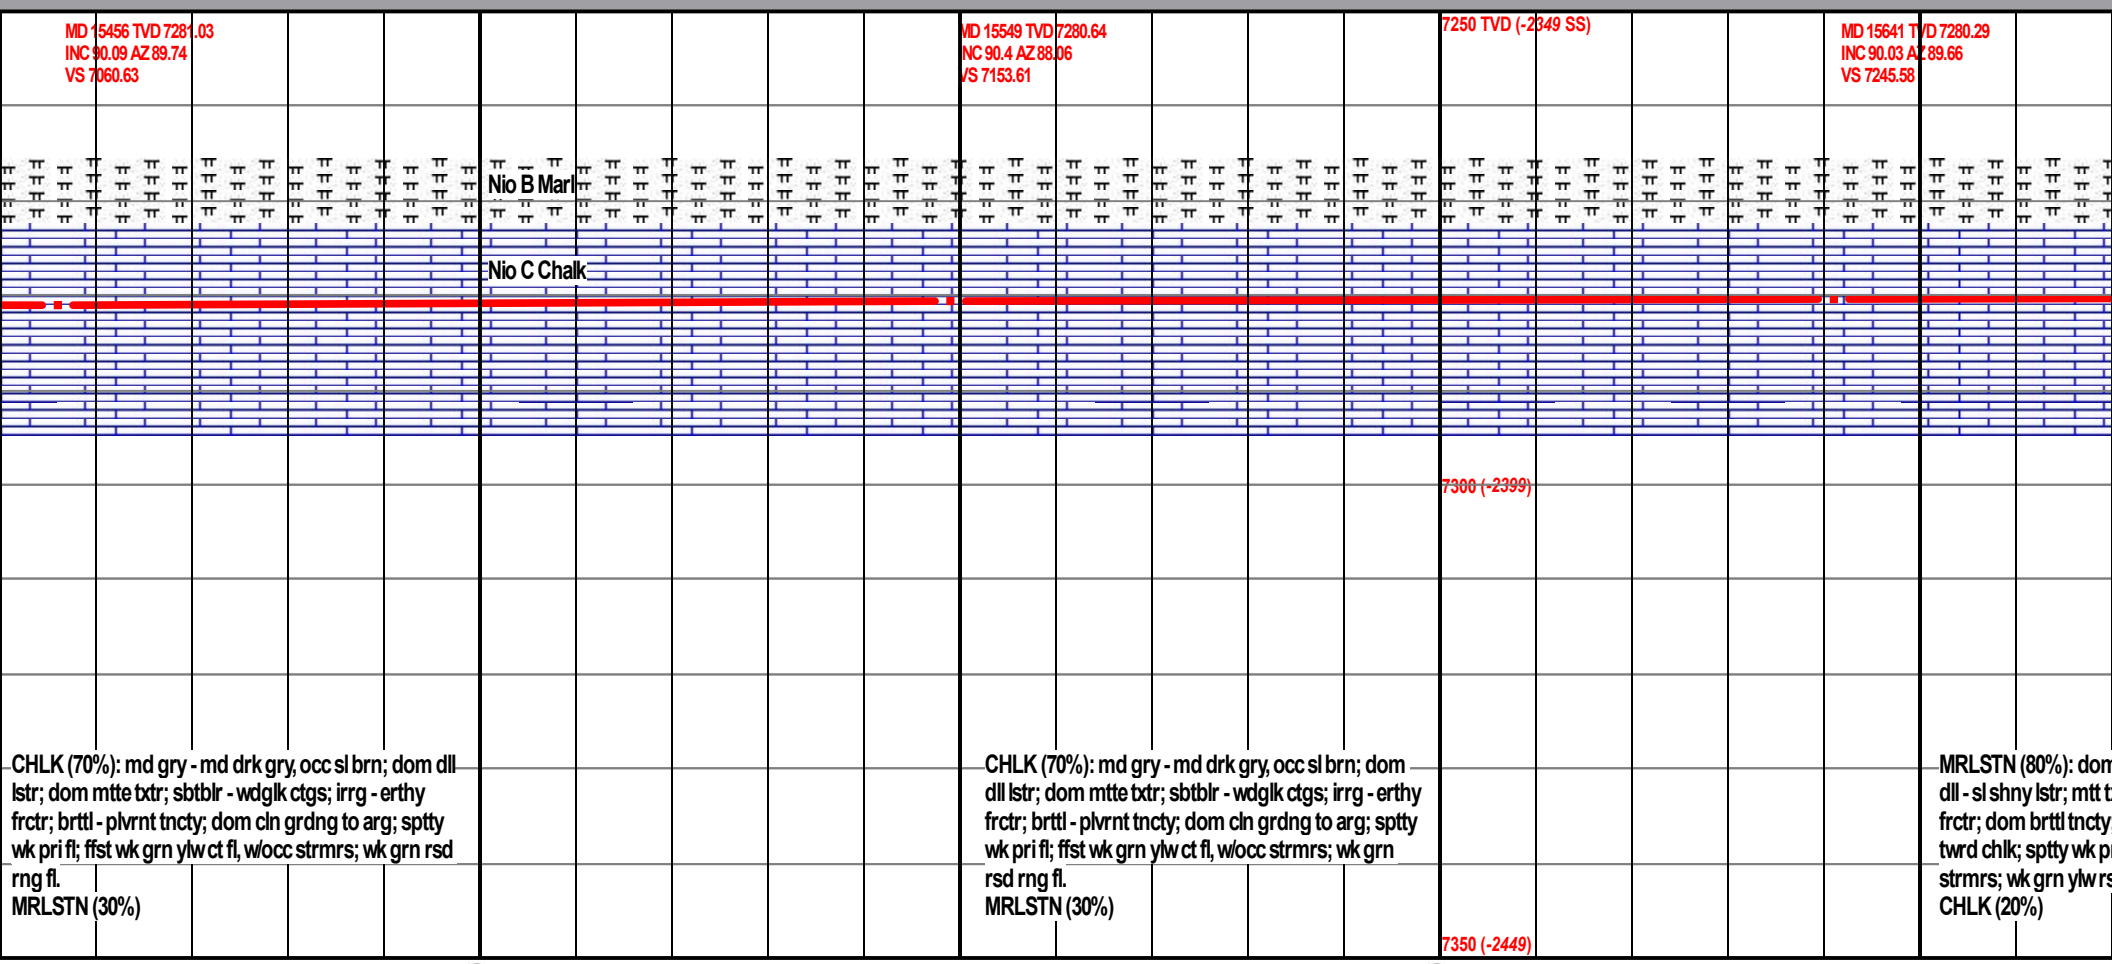 MD 15456 TVD 7281.03
INC 90.09 AZ 89.74
VS 7060.63
MD 15549 TVD 7280.64
INC 90.4 AZ 88.06
VS 7153.61
7250 TVD (-2349 SS)
MD 15641 TVD 7280.29
INC 90.03 AZ 89.66
VS 7245.58
Nio B Marl
Nio C Chalk
7300 (-2399)
CHLK (70%): md gry - md drk gry, occ sl brn; dom dll
lstr; dom mtte txtr; sbtblr - wdglk ctgs; irrg - erthy
frctr; brttl - plvrnt tncty; dom cln grdng to arg; sptty
wk pri fl; ffst wk grn ylw ct fl, w/occ strmrs; wk grn rsd
rng fl.
MRLSTN (30%)
CHLK (70%): md gry - md drk gry, occ sl brn; dom
dll lstr; dom mtte txtr; sbtblr - wdglk ctgs; irrg - erthy
frctr; brttl - plvrnt tncty; dom cln grdng to arg; sptty
wk pri fl; ffst wk grn ylw ct fl, w/occ strmrs; wk grn
rsd rng fl.
MRLSTN (30%)
7350 (-2449)
MRLSTN (80%): dom
dll - sl shny lstr; mtt
frctr; dom brttl tncty
twrd chlk; sptty wk
strmrs; wk grn ylw
CHLK (20%)